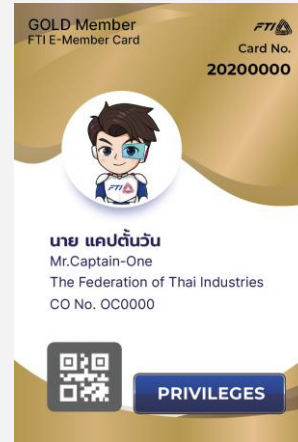 GOLD Member
FTI E-Member Card
FTI
Card No.
20200000
FTI
นาย แคปตั้นวัน
Mr.Captain-One
The Federation of Thai Industries
CO No. OC0000
PRIVILEGES